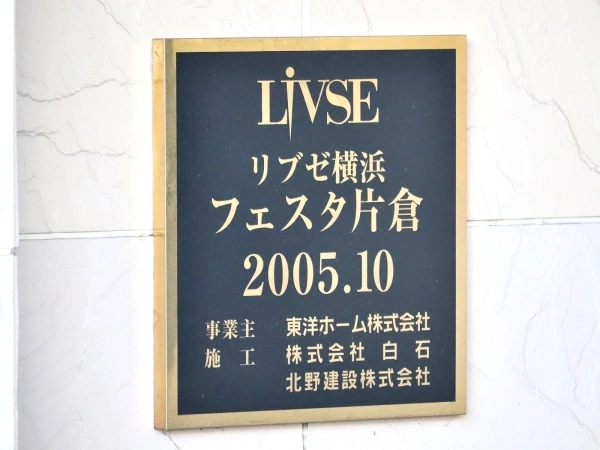 LiVSE
リブゼ横浜
フェスタ片倉
2005.10
事業主 東洋ホーム株式会社
施工 株式会社白石
北野建設株式会社